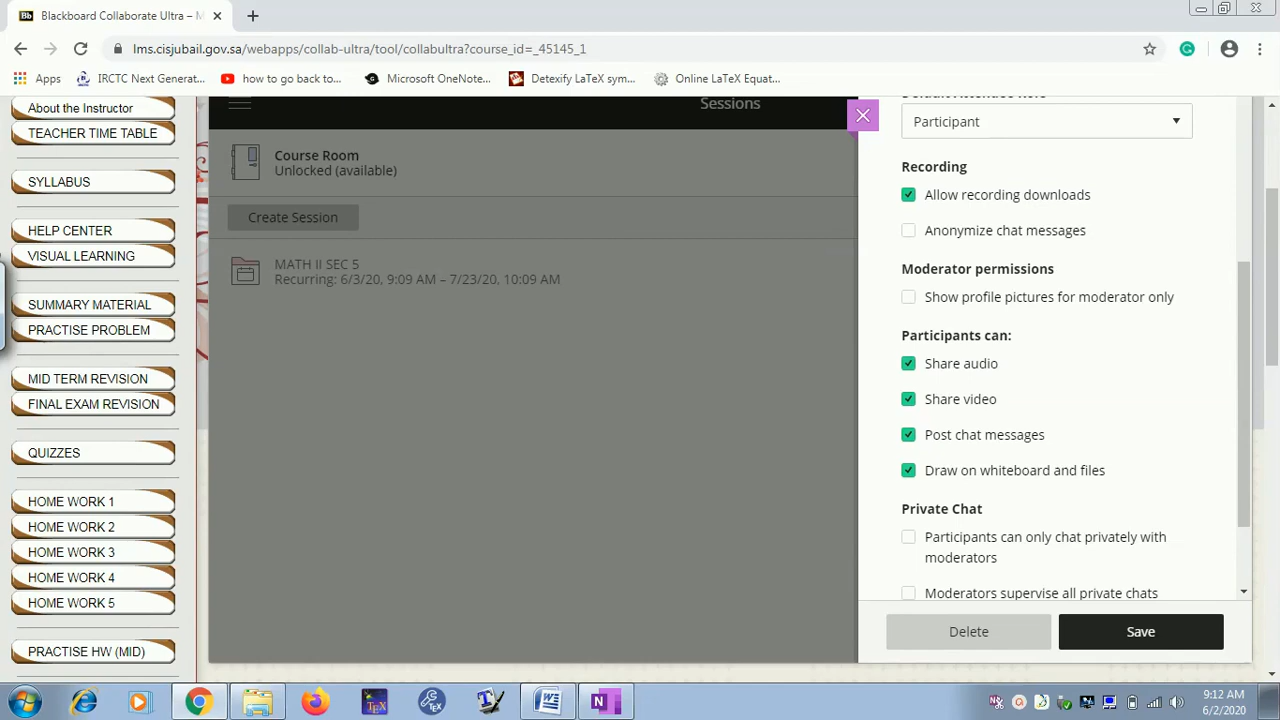 Blackboard Collaborate Ultra – M
lms.cisjubail.gov.sa/webapps/collab-ultra/tool/collabultra?course_id=_45145_1
Apps
IRCTC Next Generat...
how to go back to...
Microsoft OneNote...
Detexify LaTeX sym...
Online LaTeX Equat...
About the Instructor
TEACHER TIME TABLE
SYLLABUS
HELP CENTER
VISUAL LEARNING
SUMMARY MATERIAL
PRACTISE PROBLEM
MID TERM REVISION
FINAL EXAM REVISION
QUIZZES
HOME WORK 1
HOME WORK 2
HOME WORK 3
HOME WORK 4
HOME WORK 5
PRACTISE HW (MID)
Sessions
Course Room
Unlocked (available)
Create Session
MATH II SEC 5
Recurring: 6/3/20, 9:09 AM – 7/23/20, 10:09 AM
Default Attendee Role
Participant
Recording
Allow recording downloads
Anonymize chat messages
Moderator permissions
Show profile pictures for moderator only
Participants can:
Share audio
Share video
Post chat messages
Draw on whiteboard and files
Private Chat
Participants can only chat privately with
moderators
Moderators supervise all private chats
Delete
Save
9:12 AM
6/2/2020